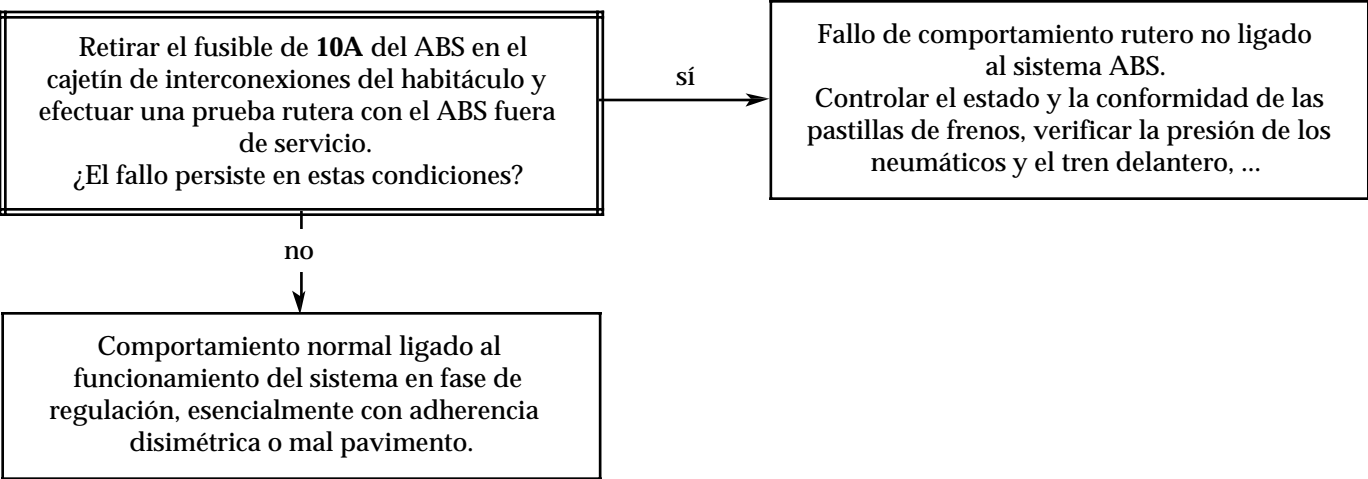 Retirar el fusible de 10A del ABS en el
cajetín de interconexiones del habitáculo y
efectuar una prueba rutera con el ABS fuera
de servicio.
¿El fallo persiste en estas condiciones?
sí
Fallo de comportamiento rutero no ligado
al sistema ABS.
Controlar el estado y la conformidad de las
pastillas de frenos, verificar la presión de los
neumáticos y el tren delantero, ...
no
Comportamiento normal ligado al
funcionamiento del sistema en fase de
regulación, esencialmente con adherencia
disimétrica o mal pavimento.